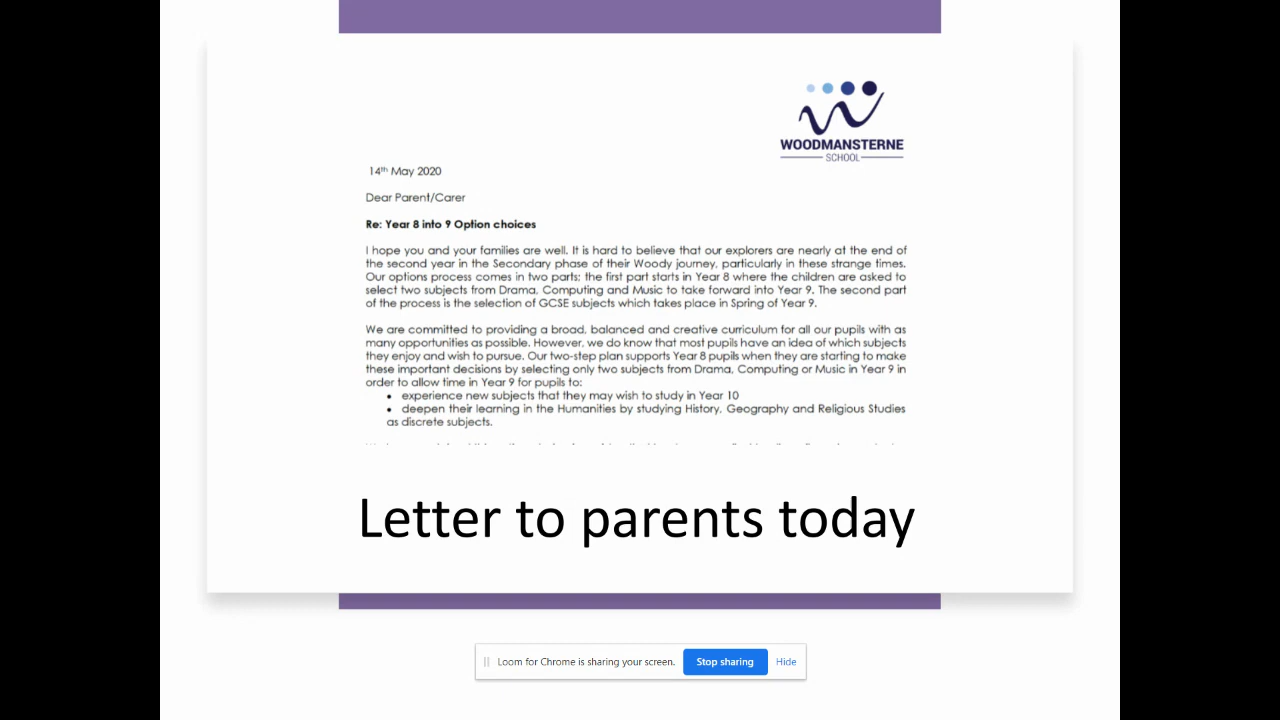 WOODMANSTERNE
SCHOOL
14th May 2020
Dear Parent/Carer
Re: Year 8 into 9 Option choices
I hope you and your families are well. It is hard to believe that our explorers are nearly at the end of
the second year in the Secondary phase of their Woody journey, particularly in these strange times.
Our options process comes in two parts; the first part starts in Year 8 where the children are asked to
select two subjects from Drama, Computing and Music to take forward into Year 9. The second part
of the process is the selection of GCSE subjects which takes place in Spring of Year 9.
We are committed to providing a broad, balanced and creative curriculum for all our pupils with as
many opportunities as possible. However, we do know that most pupils have an idea of which subjects
they enjoy and wish to pursue. Our two-step plan supports Year 8 pupils when they are starting to make
these important decisions by selecting only two subjects from Drama, Computing or Music in Year 9 in
order to allow time in Year 9 for pupils to:
• experience new subjects that they may wish to study in Year 10
• deepen their learning in the Humanities by studying History, Geography and Religious Studies
as discrete subjects.
Letter to parents today
Loom for Chrome is sharing your screen. Stop sharing Hide